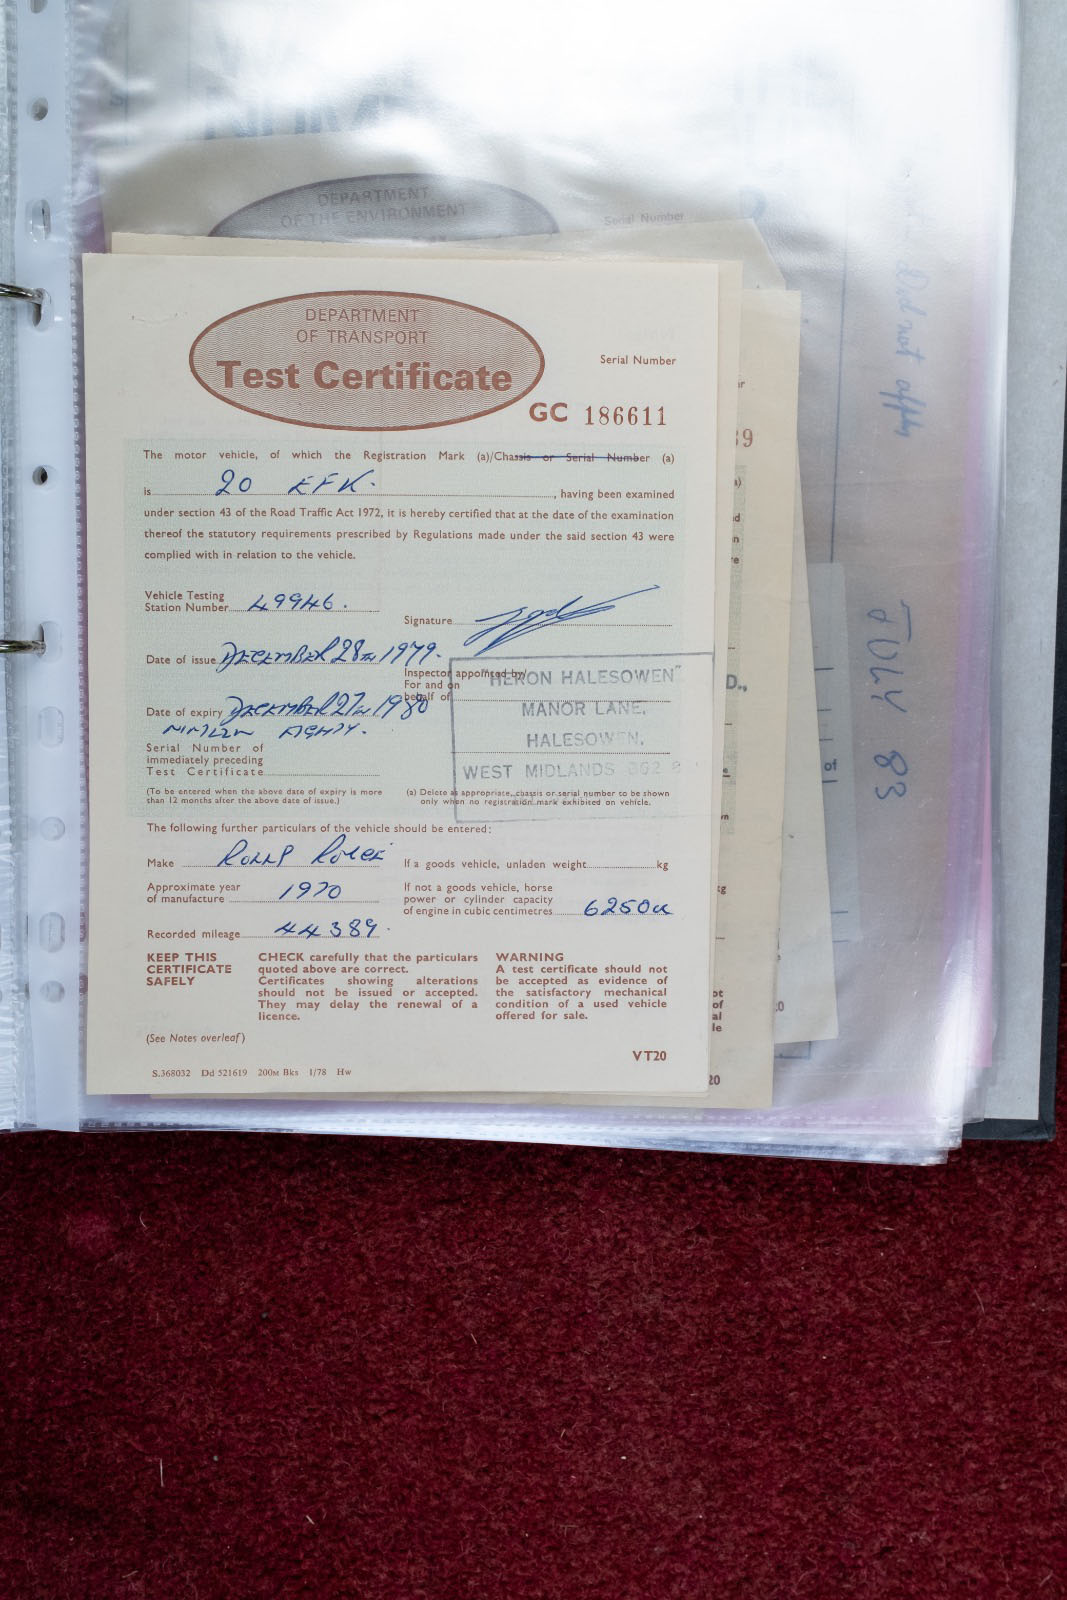 DEPARTMENT
OF THE ENVIRONMENT
Serial Number
DEPARTMENT
OF TRANSPORT
Test Certificate
Serial Number
GC 186611
The motor vehicle, of which the Registration Mark (a)/Chassis or Serial Number (a)
is 20 EFK. , having been examined
under section 43 of the Road Traffic Act 1972, it is hereby certified that at the date of the examination
thereof the statutory requirements prescribed by Regulations made under the said section 43 were
complied with in relation to the vehicle.
Vehicle Testing
Station Number 49946.
Signature
Date of issue DECEMBER 28TH 1979.
Inspector appointed by/
For and on
behalf of
"HERON HALESOWEN"
MANOR LANE,
HALESOWEN,
WEST MIDLANDS
Date of expiry DECEMBER 27TH 1980
EIGHTY.
Serial Number of
immediately preceding
Test Certificate
(To be entered when the above date of expiry is more
than 12 months after the above date of issue.)
(a) Delete as appropriate, chassis or serial number to be shown
only when no registration mark exhibited on vehicle.
The following further particulars of the vehicle should be entered:
Make ROLLS ROYCE
If a goods vehicle, unladen weight kg
Approximate year
of manufacture 1970
If not a goods vehicle, horse
power or cylinder capacity
of engine in cubic centimetres 6250cc
Recorded mileage 44389.
KEEP THIS
CERTIFICATE
SAFELY
CHECK carefully that the particulars
quoted above are correct.
Certificates showing alterations
should not be issued or accepted.
They may delay the renewal of a
licence.
WARNING
A test certificate should not
be accepted as evidence of
the satisfactory mechanical
condition of a used vehicle
offered for sale.
(See Notes overleaf)
VT20
S.368032 Dd 521619 200M Bks 1/78 Hw
Did not apply
JULY 83